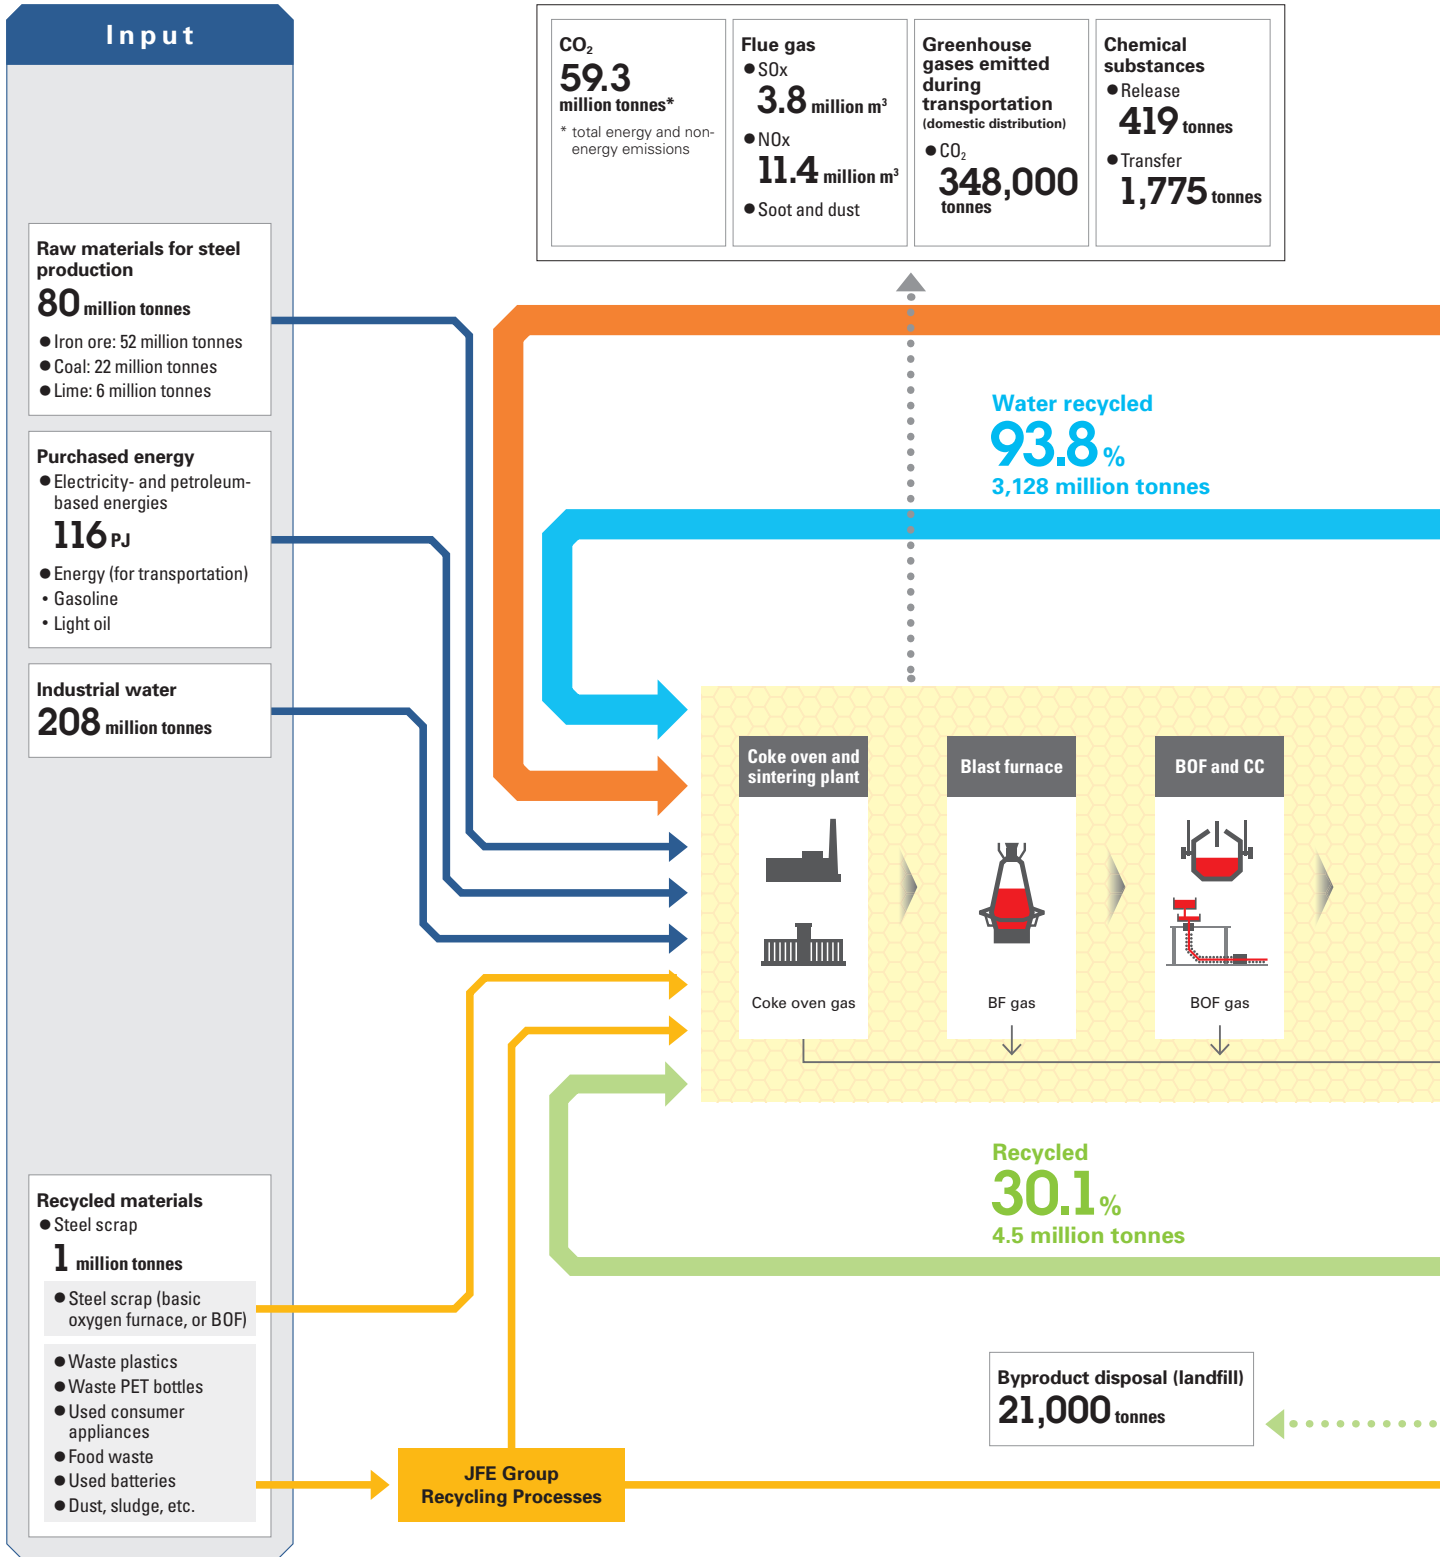 Input
CO₂
59.3
million tonnes*
* total energy and non-
energy emissions
Flue gas
● SOx
3.8 million m³
● NOx
11.4 million m³
● Soot and dust
Greenhouse
gases emitted
during
transportation
(domestic distribution)
● CO₂
348,000
tonnes
Chemical
substances
● Release
419 tonnes
● Transfer
1,775 tonnes
Raw materials for steel
production
80 million tonnes
● Iron ore: 52 million tonnes
● Coal: 22 million tonnes
● Lime: 6 million tonnes
Purchased energy
● Electricity- and petroleum-
based energies
116 PJ
● Energy (for transportation)
• Gasoline
• Light oil
Industrial water
208 million tonnes
Water recycled
93.8 %
3,128 million tonnes
Coke oven and
sintering plant
Coke oven gas
Blast furnace
BF gas
BOF and CC
BOF gas
Recycled
30.1 %
4.5 million tonnes
Recycled materials
● Steel scrap
1 million tonnes
● Steel scrap (basic
oxygen furnace, or BOF)
● Waste plastics
● Waste PET bottles
● Used consumer
appliances
● Food waste
● Used batteries
● Dust, sludge, etc.
JFE Group
Recycling Processes
Byproduct disposal (landfill)
21,000 tonnes